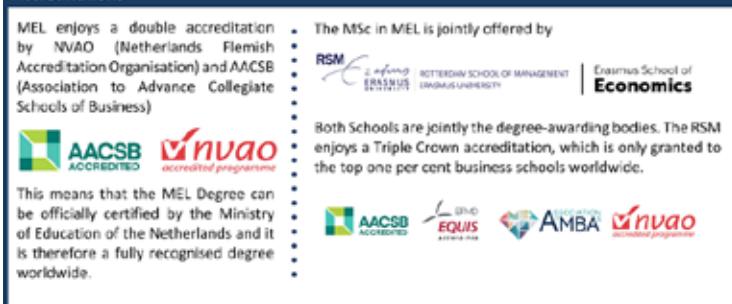 MEL enjoys a double accreditation
by NVAO (Netherlands Flemish
Accreditation Organisation) and AACSB
(Association to Advance Collegiate
Schools of Business)
AACSB
ACCREDITED
nvao
accredited programme
This means that the MEL Degree can
be officially certified by the Ministry
of Education of the Netherlands and it
is therefore a fully recognised degree
worldwide.
The MSc in MEL is jointly offered by
RSM
ERASMUS
UNIVERSITY
ROTTERDAM SCHOOL OF MANAGEMENT
ERASMUS UNIVERSITY
Erasmus School of
Economics
Both Schools are jointly the degree-awarding bodies. The RSM
enjoys a Triple Crown accreditation, which is only granted to
the top one per cent business schools worldwide.
AACSB
ACCREDITED
EFMD
EQUIS
ACCREDITED
ASSOCIATION
AMBA
nvao
accredited programme